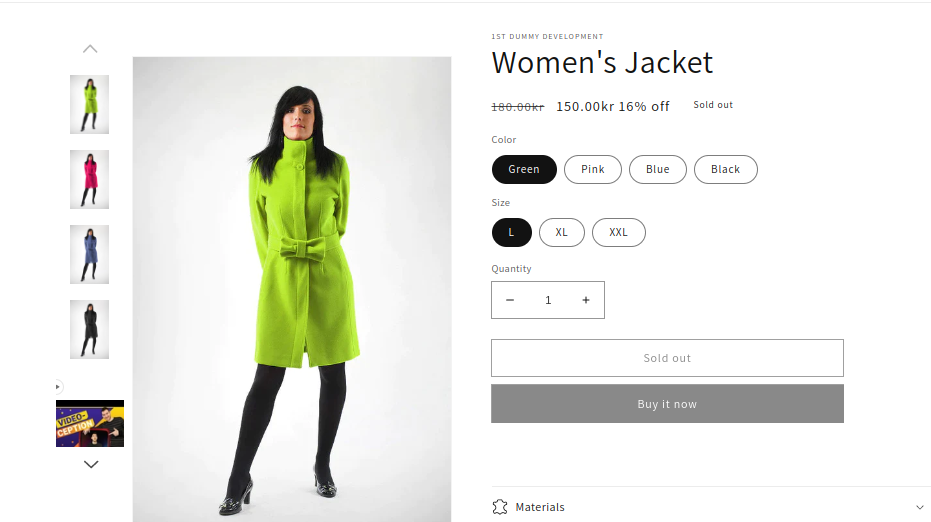 1ST DUMMY DEVELOPMENT
Women's Jacket
180.00kr 150.00kr 16% off Sold out
Color
Green Pink Blue Black
Size
L XL XXL
Quantity
− 1 +
Sold out
Buy it now
VIDEO-
CEPTION
Materials